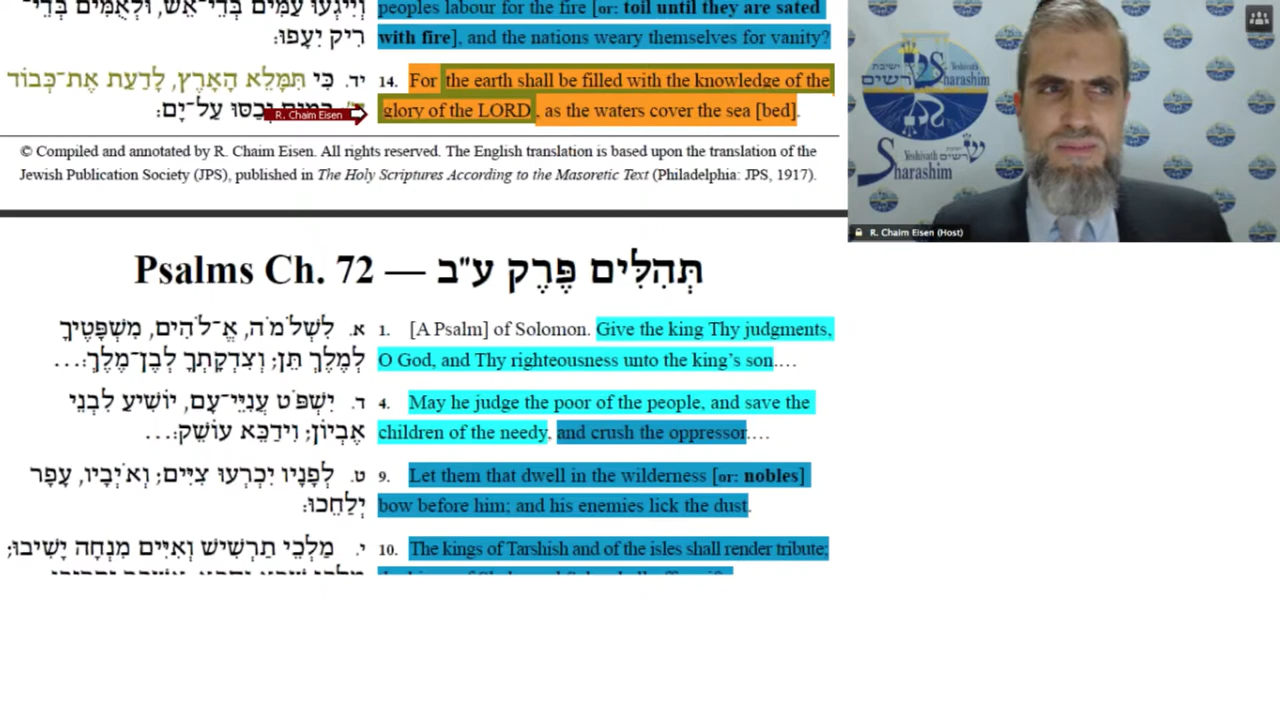 וְיִיגְעוּ עַמִּים בְּדֵי־אֵשׁ, וּלְאֻמִּים בְּדֵי־
peoples labour for the fire [or: toil until they are sated
רִיק יִעָפוּ:
with fire], and the nations weary themselves for vanity?
יד. כִּי תִּמָּלֵא הָאָרֶץ, לָדַעַת אֶת־כְּבוֹד
14. For the earth shall be filled with the knowledge of the
יְכַסּוּ עַל־יָם:
R. Chaim Eisen
glory of the LORD, as the waters cover the sea [bed].
© Compiled and annotated by R. Chaim Eisen. All rights reserved. The English translation is based upon the translation of the
Jewish Publication Society (JPS), published in The Holy Scriptures According to the Masoretic Text (Philadelphia: JPS, 1917).
Psalms Ch. 72 — תְּהִלִּים פֶּרֶק ע"ב
א. לִשְׁלֹמֹה, אֱ־לֹהִים, מִשְׁפָּטֶיךָ
1. [A Psalm] of Solomon. Give the king Thy judgments,
לְמֶלֶךְ תֵּן; וְצִדְקָתְךָ לְבֶן־מֶלֶךְ:…
O God, and Thy righteousness unto the king's son.…
ד. יִשְׁפֹּט עֲנִיֵּי־עָם, יוֹשִׁיעַ לִבְנֵי
4. May he judge the poor of the people, and save the
אֶבְיוֹן; וִידַכֵּא עוֹשֵׁק:…
children of the needy, and crush the oppressor.…
ט. לְפָנָיו יִכְרְעוּ צִיִּים; וְאֹיְבָיו, עָפָר
9. Let them that dwell in the wilderness [or: nobles]
יְלַחֵכוּ:
bow before him; and his enemies lick the dust.
י. מַלְכֵי תַרְשִׁישׁ וְאִיִּים מִנְחָה יָשִׁיבוּ;
10. The kings of Tarshish and of the isles shall render tribute;
ישיבת שרשים
Sharashim
Yeshivath שרשים
Sharashim
R. Chaim Eisen (Host)